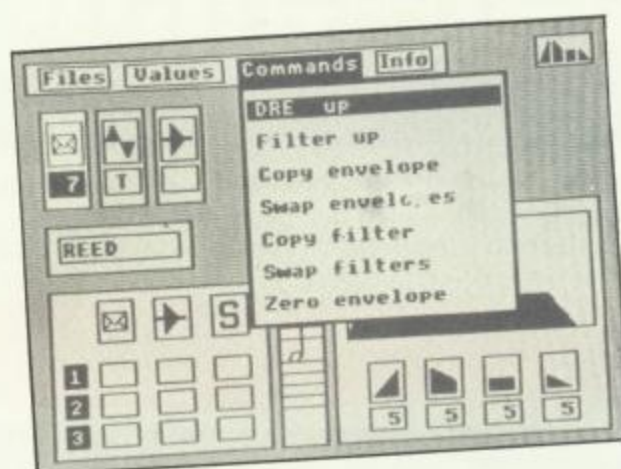 Files Values Commands Info
DRE up
Filter up
Copy envelope
Swap
Copy filter
Swap filters
Zero envelope
7 T
REED
S
1
2
3
5 5 5 5